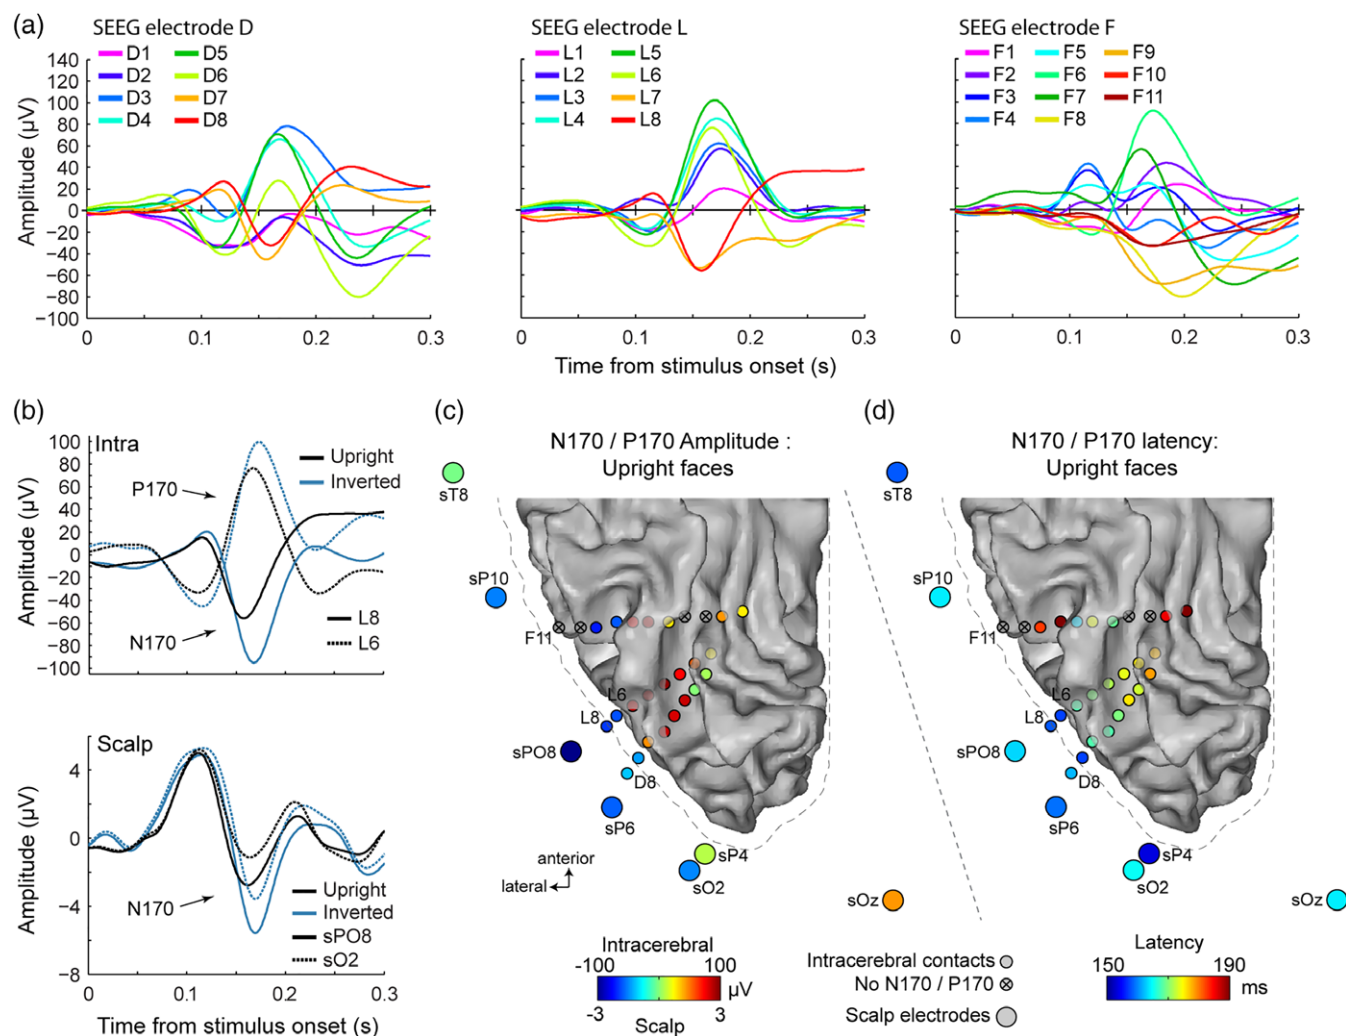 (a)
SEEG electrode D
D1 D5
D2 D6
D3 D7
D4 D8
SEEG electrode L
L1 L5
L2 L6
L3 L7
L4 L8
SEEG electrode F
F1 F5 F9
F2 F6 F10
F3 F7 F11
F4 F8
Amplitude (µV)
140
120
100
80
60
40
20
0
−20
−40
−60
−80
−100
0 0.1 0.2 0.3
0 0.1 0.2 0.3
0 0.1 0.2 0.3
Time from stimulus onset (s)
(b)
Intra
Upright
Inverted
P170
N170
L8
L6
Amplitude (µV)
100
80
60
40
20
0
−20
−40
−60
−80
−100
Scalp
N170
Upright
Inverted
sPO8
sO2
Amplitude (µV)
4
0
−4
−8
0 0.1 0.2 0.3
Time from stimulus onset (s)
(c)
N170 / P170 Amplitude :
Upright faces
sT8
sP10
F11
L6
L8
sPO8
D8
sP6
sP4
sO2
sOz
anterior
lateral
Intracerebral
-100 100
µV
-3 3
Scalp
(d)
N170 / P170 latency:
Upright faces
sT8
sP10
F11
L6
L8
sPO8
D8
sP6
sP4
sO2
sOz
Intracerebral contacts
No N170 / P170
Scalp electrodes
Latency
150 190
ms